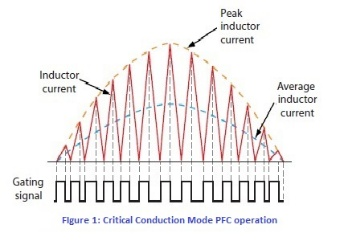 Peak
inductor
current
Inductor
current
Average
inductor
current
Gating
signal
Figure 1: Critical Conduction Mode PFC operation